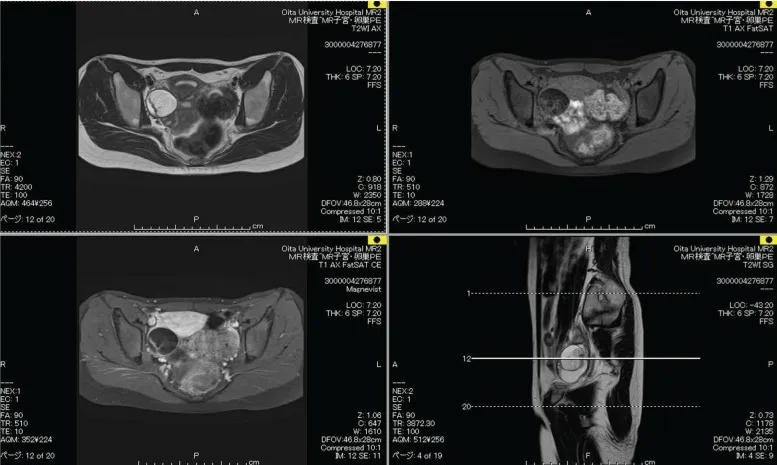 A
Oita University Hospital MR2
MR検査^MR子宮・卵巣PE
T2WI AX
3000004276877
---
LOC: 7.20
THK: 6 SP: 7.20
FFS
R
L
---
NEX:2
EC: 1
SE
FA: 90
TR: 4200
TE: 100
AQM: 464¥256
ページ: 12 of 20
Z: 0.80
C: 918
W: 2350
DFOV:46.8x28cm
Compressed 10:1
IM: 12 SE: 5
P
cm
A
Oita University Hospital MR2
MR検査^MR子宮・卵巣PE
T1 AX FatSAT
3000004276877
---
LOC: 7.20
THK: 6 SP: 7.20
FFS
R
L
---
NEX:1
EC: 1
SE
FA: 90
TR: 510
TE: 10
AQM: 288¥224
ページ: 12 of 20
Z: 1.29
C: 872
W: 1728
DFOV:46.8x28cm
Compressed 10:1
IM: 12 SE: 7
P
cm
A
Oita University Hospital MR2
MR検査^MR子宮・卵巣PE
T1 AX FatSAT CE
3000004276877
Magnevist
LOC: 7.20
THK: 6 SP: 7.20
FFS
R
L
---
NEX:1
EC: 1
SE
FA: 90
TR: 510
TE: 10
AQM: 352¥224
ページ: 12 of 20
Z: 1.06
C: 647
W: 1610
DFOV:46.8x28cm
Compressed 10:1
IM: 12 SE: 11
P
cm
H
Oita University Hospital MR2
MR検査^MR子宮・卵巣PE
T2WI SG
3000004276877
---
LOC: -43.20
THK: 6 SP: 7.20
FFS
1
12
20
A
P
---
NEX:2
EC: 1
SE
FA: 90
TR: 3872.30
TE: 100
AQM: 512¥256
ページ: 4 of 19
Z: 0.73
C: 1178
W: 2135
DFOV:46.8x28cm
Compressed 10:1
IM: 4 SE: 9
F
cm